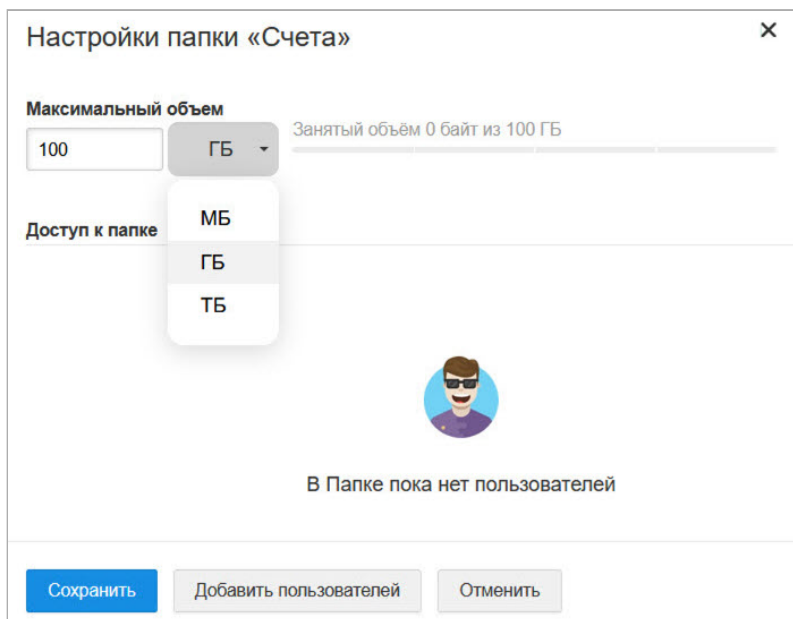 Настройки папки «Счета»
Максимальный объем
100
ГБ
Занятый объём 0 байт из 100 ГБ
МБ
ГБ
ТБ
Доступ к папке
В Папке пока нет пользователей
Сохранить
Добавить пользователей
Отменить